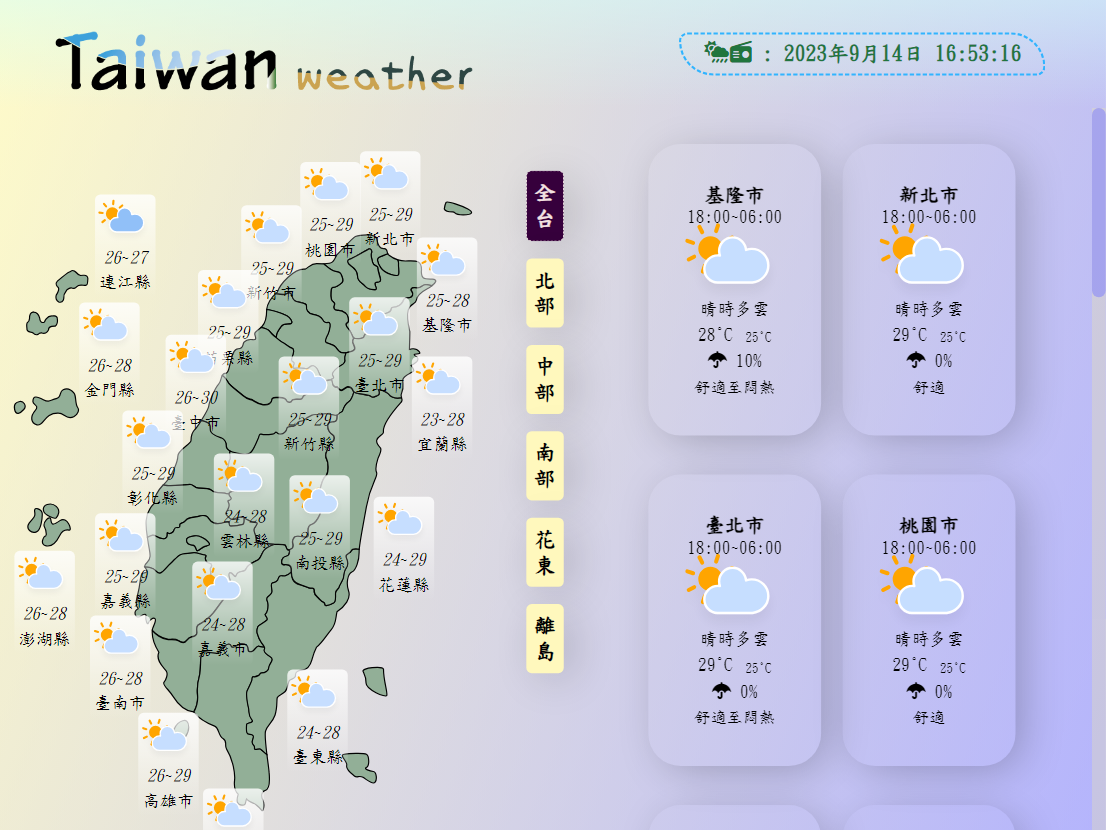 Taiwan weather
: 2023年9月14日 16:53:16
25~29
新北市
25~29
桃園市
26~27
連江縣
25~29
新竹市
25~28
基隆市
25~29
苗栗縣
26~28
金門縣
25~29
臺北市
26~30
臺中市
25~29
新竹縣
23~28
宜蘭縣
25~29
彰化縣
24~28
雲林縣
25~29
南投縣
24~29
花蓮縣
25~29
嘉義縣
26~28
澎湖縣
24~28
嘉義市
26~28
臺南市
24~28
臺東縣
26~29
高雄市
全台
北部
中部
南部
花東
離島
基隆市
18:00~06:00
晴時多雲
28°C 25°C
10%
舒適至悶熱
新北市
18:00~06:00
晴時多雲
29°C 25°C
0%
舒適
臺北市
18:00~06:00
晴時多雲
29°C 25°C
0%
舒適至悶熱
桃園市
18:00~06:00
晴時多雲
29°C 25°C
0%
舒適